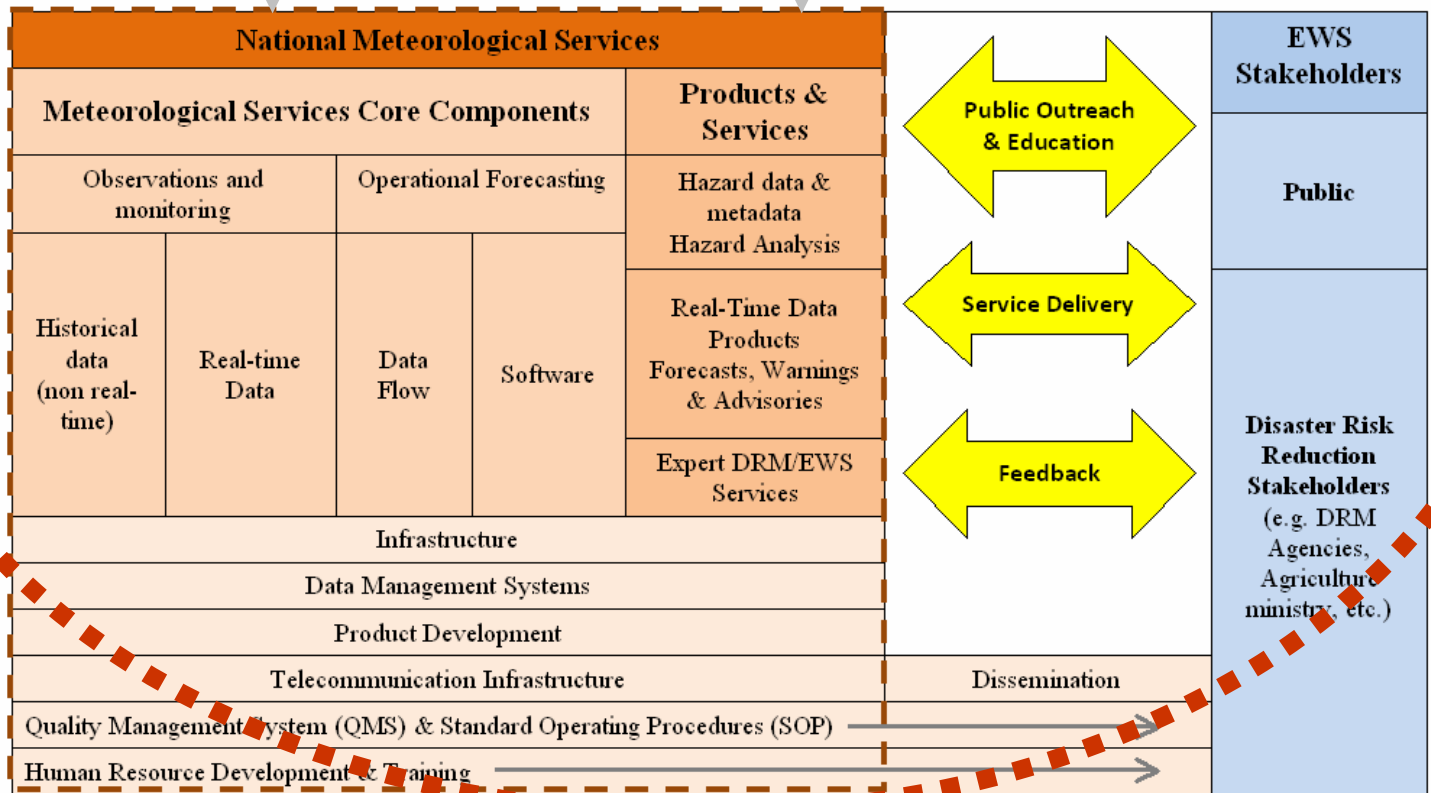 National Meteorological Services
Meteorological Services Core Components
Products &
Services
Observations and
monitoring
Operational Forecasting
Historical
data
(non real-
time)
Real-time
Data
Data
Flow
Software
Hazard data &
metadata
Hazard Analysis
Real-Time Data
Products
Forecasts, Warnings
& Advisories
Expert DRM/EWS
Services
Infrastructure
Data Management Systems
Product Development
Telecommunication Infrastructure
Dissemination
Quality Management System (QMS) & Standard Operating Procedures (SOP)
Human Resource Development & Training
Public Outreach
& Education
Service Delivery
Feedback
EWS
Stakeholders
Public
Disaster Risk
Reduction
Stakeholders
(e.g. DRM
Agencies,
Agriculture
ministry, etc.)